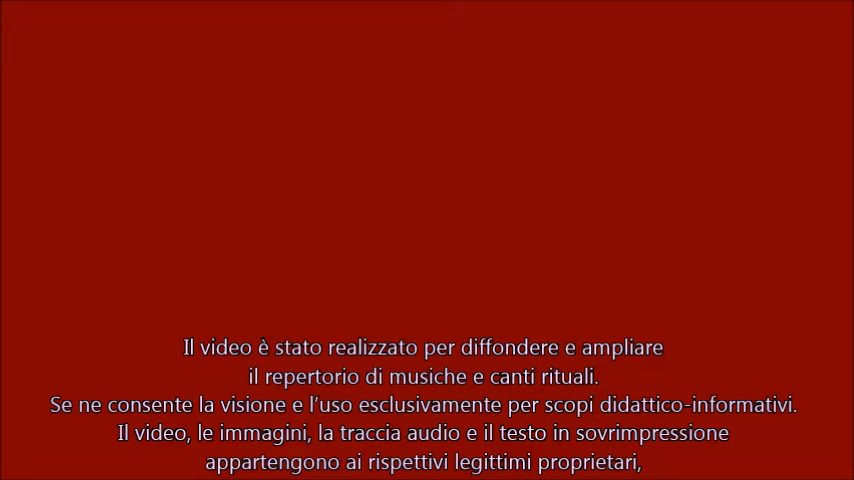 Il video è stato realizzato per diffondere e ampliare
il repertorio di musiche e canti rituali.
Se ne consente la visione e l’uso esclusivamente per scopi didattico-informativi.
Il video, le immagini, la traccia audio e il testo in sovrimpressione
appartengono ai rispettivi legittimi proprietari,